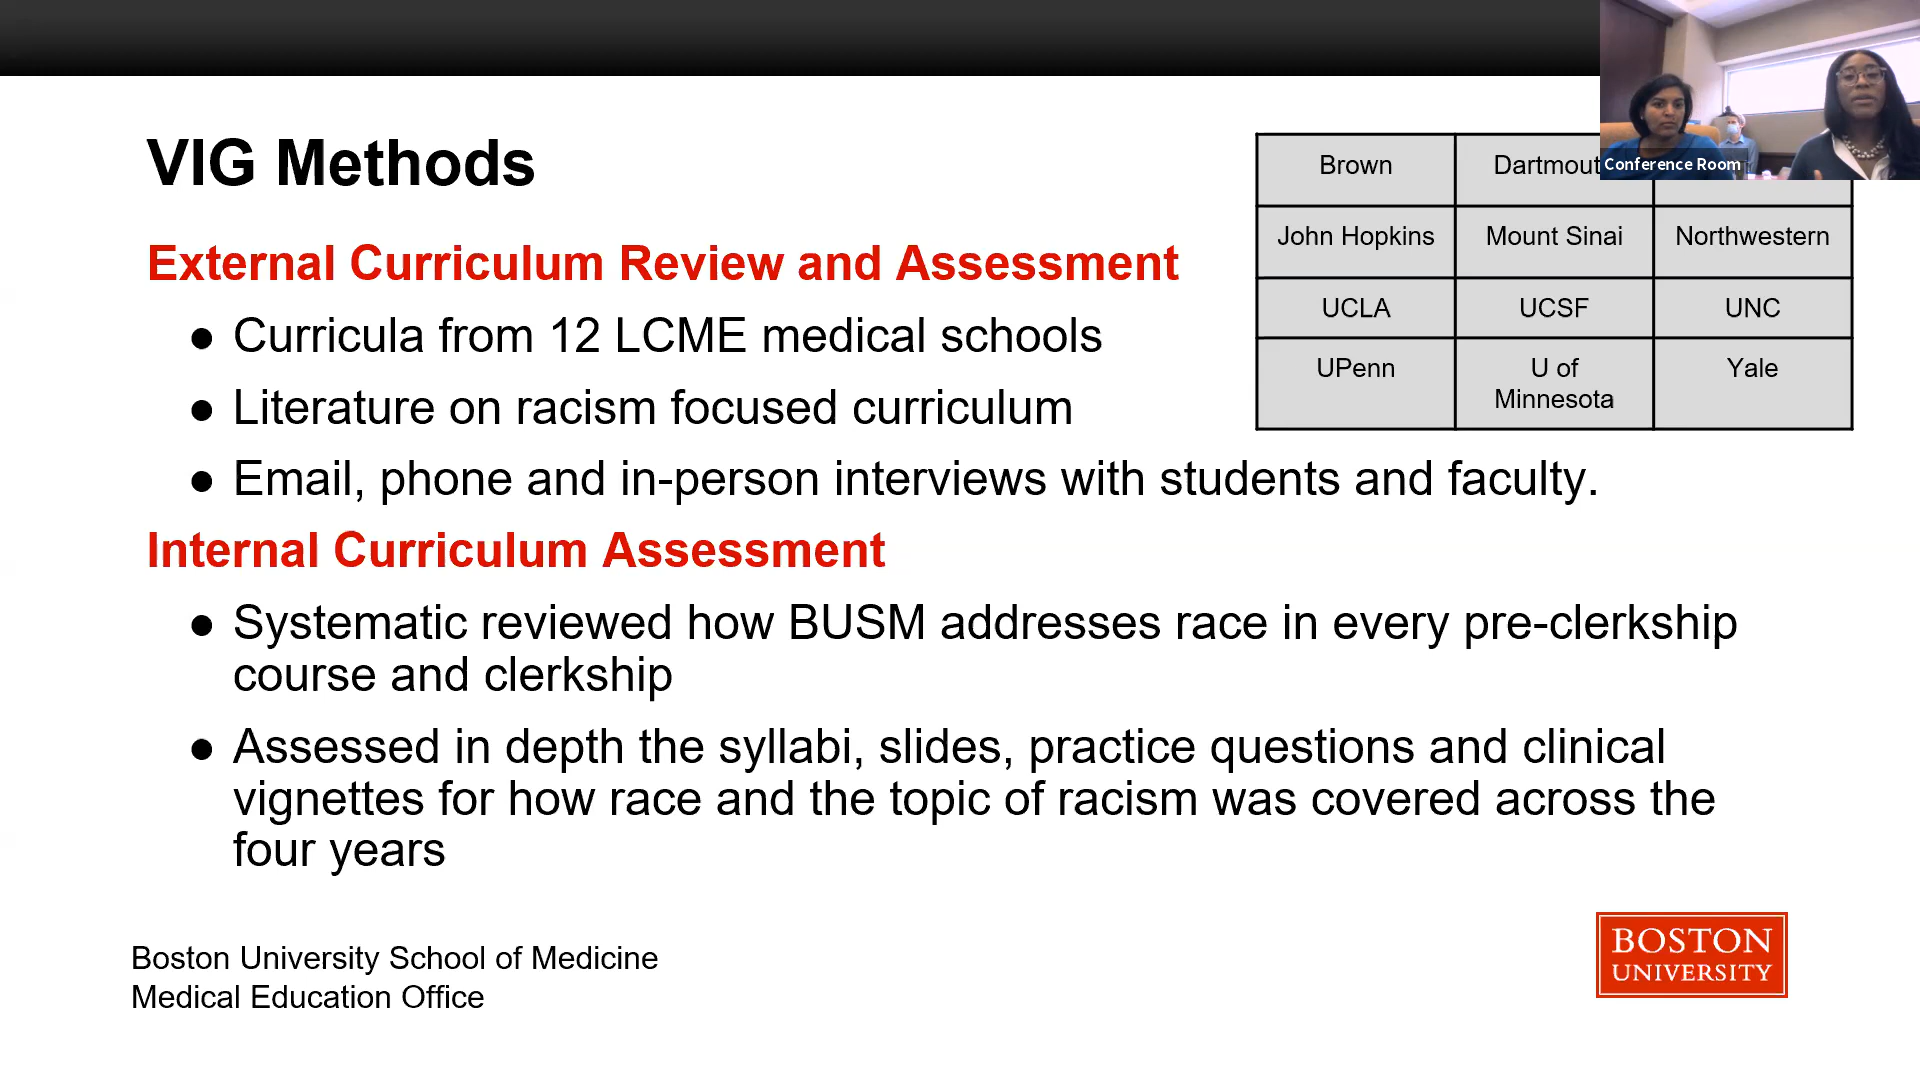 VIG Methods
External Curriculum Review and Assessment
● Curricula from 12 LCME medical schools
● Literature on racism focused curriculum
● Email, phone and in-person interviews with students and faculty.
Internal Curriculum Assessment
● Systematic reviewed how BUSM addresses race in every pre-clerkship
course and clerkship
● Assessed in depth the syllabi, slides, practice questions and clinical
vignettes for how race and the topic of racism was covered across the
four years
Brown
Dartmout
John Hopkins
Mount Sinai
Northwestern
UCLA
UCSF
UNC
UPenn
U of
Minnesota
Yale
Conference Room
Boston University School of Medicine
Medical Education Office
BOSTON
UNIVERSITY